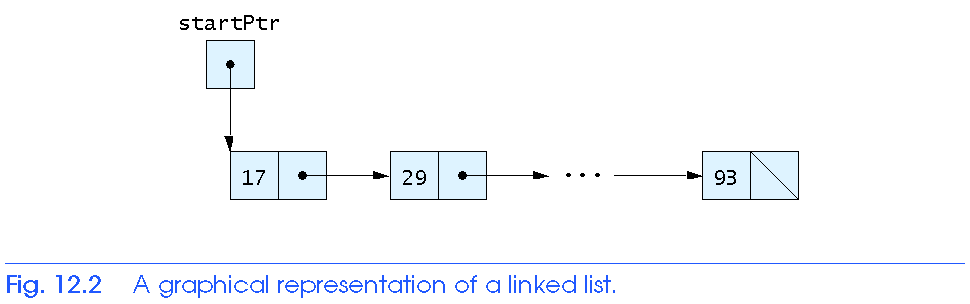 startPtr
17 29 ... 93
Fig. 12.2 A graphical representation of a linked list.